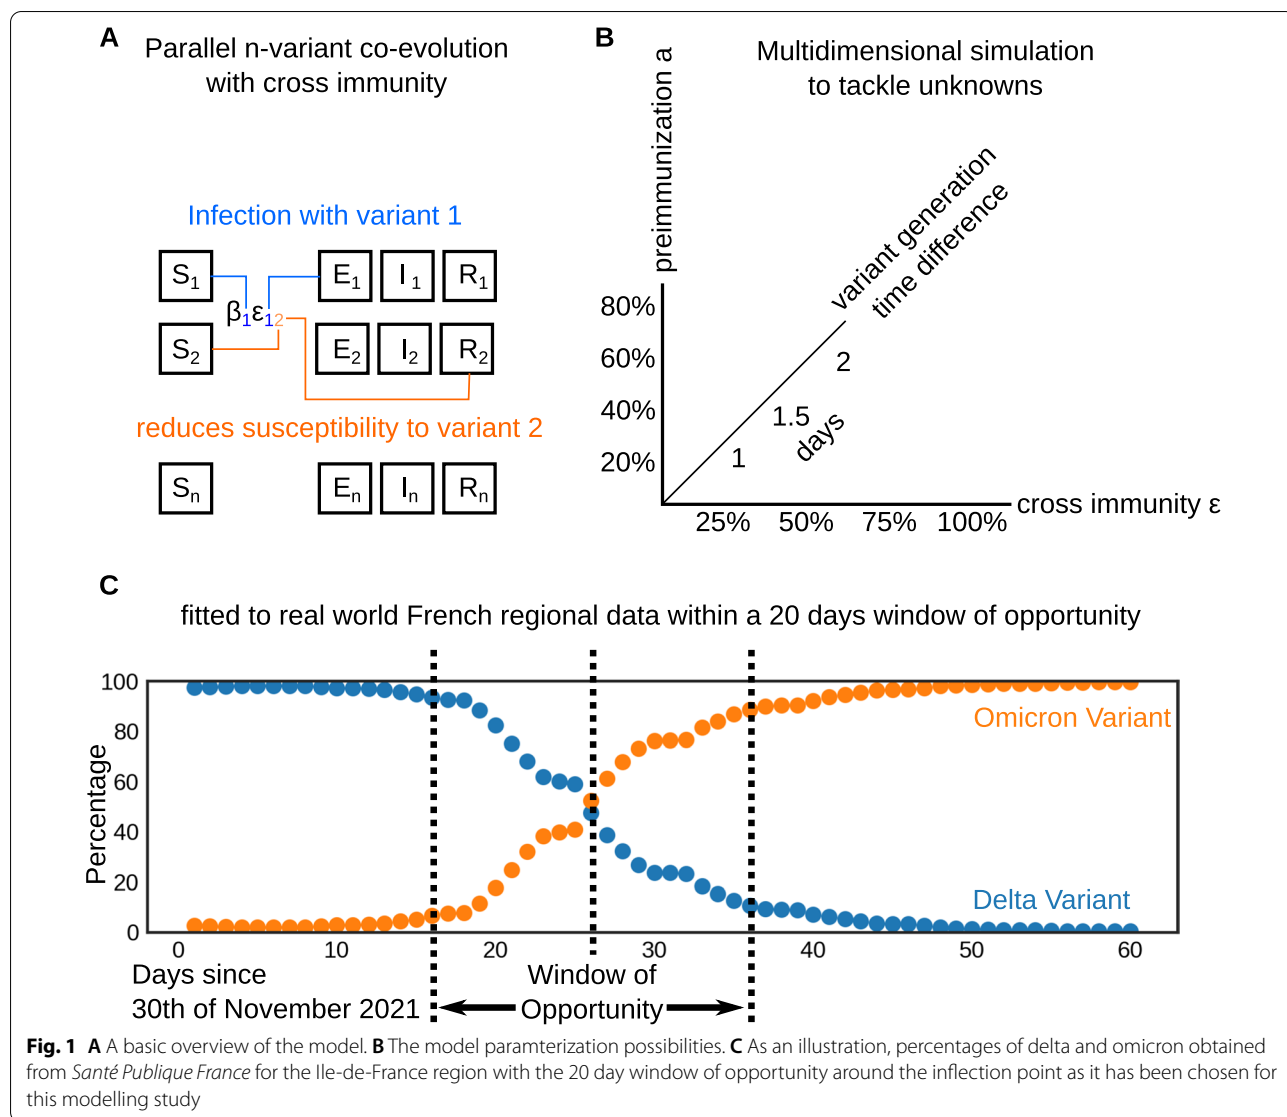 A
Parallel n-variant co-evolution
with cross immunity
Infection with variant 1
S1 E1 I1 R1
β1ε12
S2 E2 I2 R2
reduces susceptibility to variant 2
Sn En In Rn
B
Multidimensional simulation
to tackle unknowns
preimmunization a
variant generation
time difference
80%
60%
40%
20%
2
1.5
1
days
25% 50% 75% 100%
cross immunity ε
C
fitted to real world French regional data within a 20 days window of opportunity
Percentage
100
80
60
40
20
0
Omicron Variant
Delta Variant
0 10 20 30 40 50 60
Days since
30th of November 2021
Window of
Opportunity
Fig. 1 A A basic overview of the model. B The model paramterization possibilities. C As an illustration, percentages of delta and omicron obtained
from Santé Publique France for the Ile-de-France region with the 20 day window of opportunity around the inflection point as it has been chosen for
this modelling study